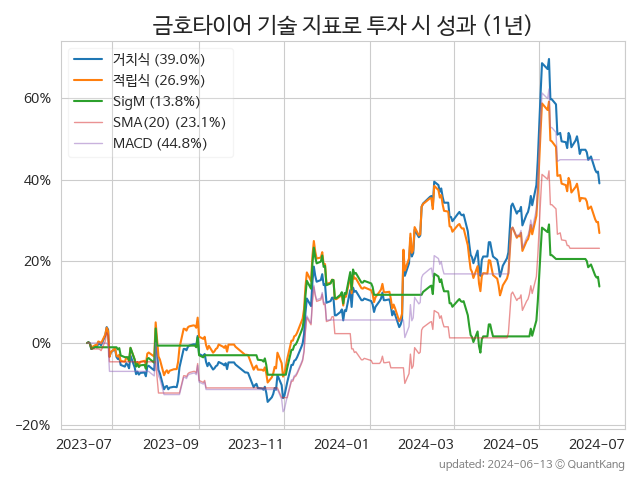 금호타이어 기술 지표로 투자 시 성과 (1년)
거치식 (39.0%)
적립식 (26.9%)
SigM (13.8%)
SMA(20) (23.1%)
MACD (44.8%)
60%
40%
20%
0%
−20%
2023-07 2023-09 2023-11 2024-01 2024-03 2024-05 2024-07
updated: 2024-06-13 © QuantKang